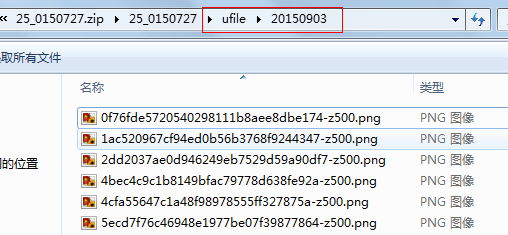 « 25_0150727.zip ▸ 25_0150727 ▸ ufile ▸ 20150903
取所有文件
名称 类型
0f76fde5720540298111b8aee8dbe174-z500.png PNG 图像
1ac520967cf94ed0b56b3768f9244347-z500.png PNG 图像
2dd2037ae0d946249eb7529d59a90df7-z500.png PNG 图像
的位置
4bec4c9c1b8149bfac79778d638fe92a-z500.png PNG 图像
4cfa55647c1a48f98978555ff327875a-z500.png PNG 图像
5ecd7f76c46948e1977be07f39877864-z500.png PNG 图像